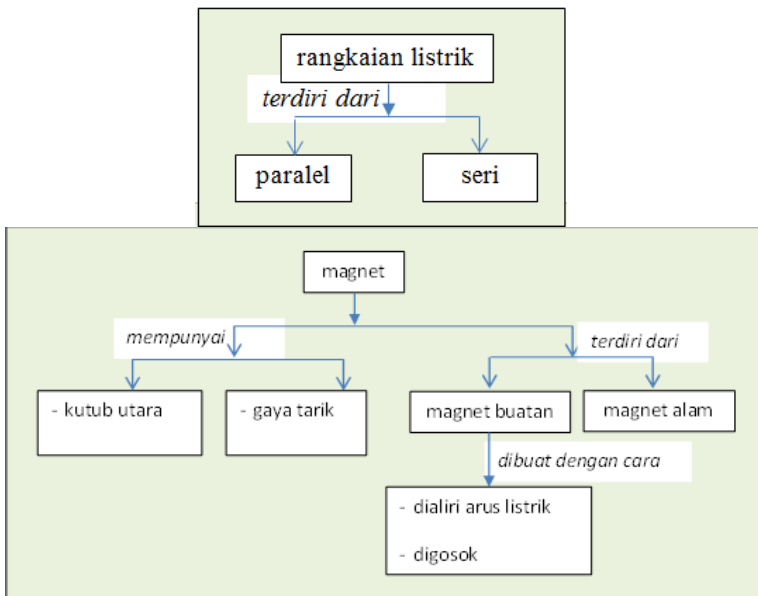 rangkaian listrik
terdiri dari
paralel
seri
magnet
mempunyai
terdiri dari
- kutub utara
- gaya tarik
magnet buatan
magnet alam
dibuat dengan cara
- dialiri arus listrik
- digosok